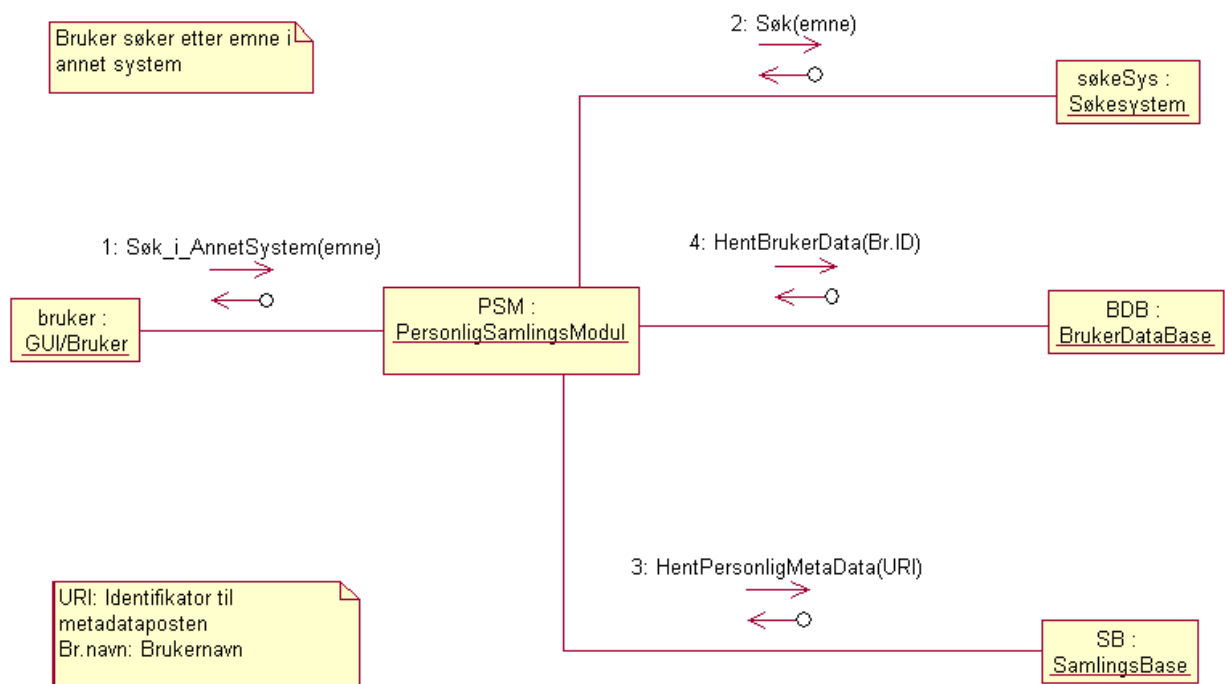 Bruker søker etter emne i
annet system
2: Søk(emne)
søkeSys :
Søkesystem
1: Søk_i_AnnetSystem(emne)
4: HentBrukerData(Br.ID)
bruker :
GUI/Bruker
PSM :
PersonligSamlingsModul
BDB :
BrukerDataBase
3: HentPersonligMetaData(URI)
URI: Identifikator til
metadataposten
Br.navn: Brukernavn
SB :
SamlingsBase